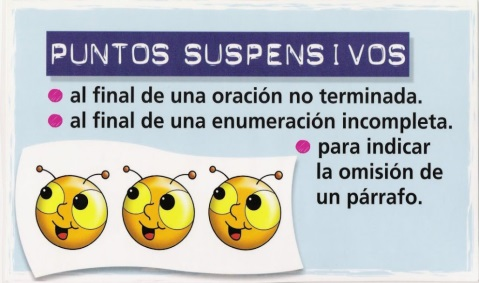 PUNTOS SUSPENSIVOS
al final de una oración no terminada.
al final de una enumeración incompleta.
para indicar
la omisión de
un párrafo.